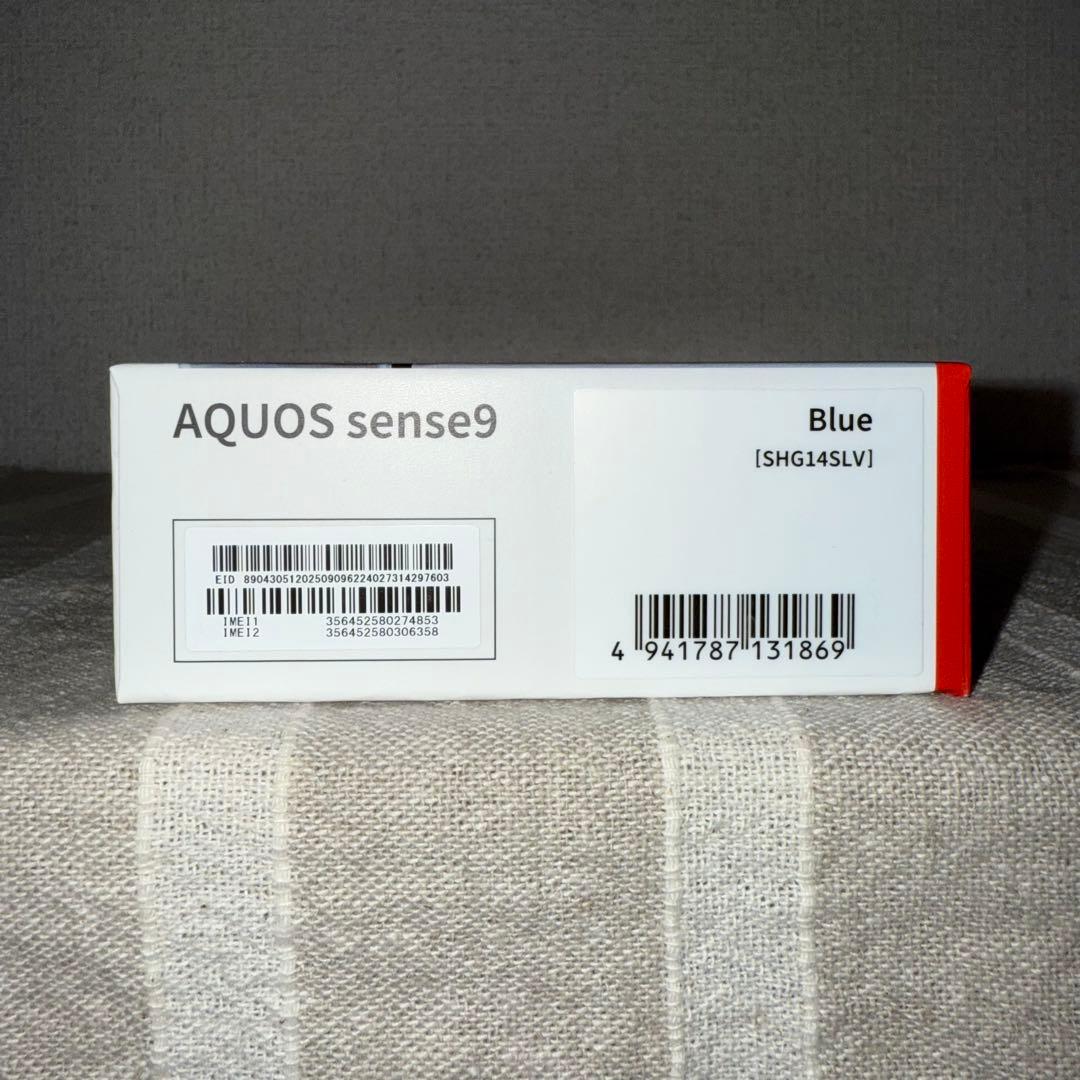 AQUOS sense9
Blue
[SHG14SLV]
EID 89043051202509096224027314297603
IMEI1 356452580274853
IMEI2 356452580306358
4 941787 131869